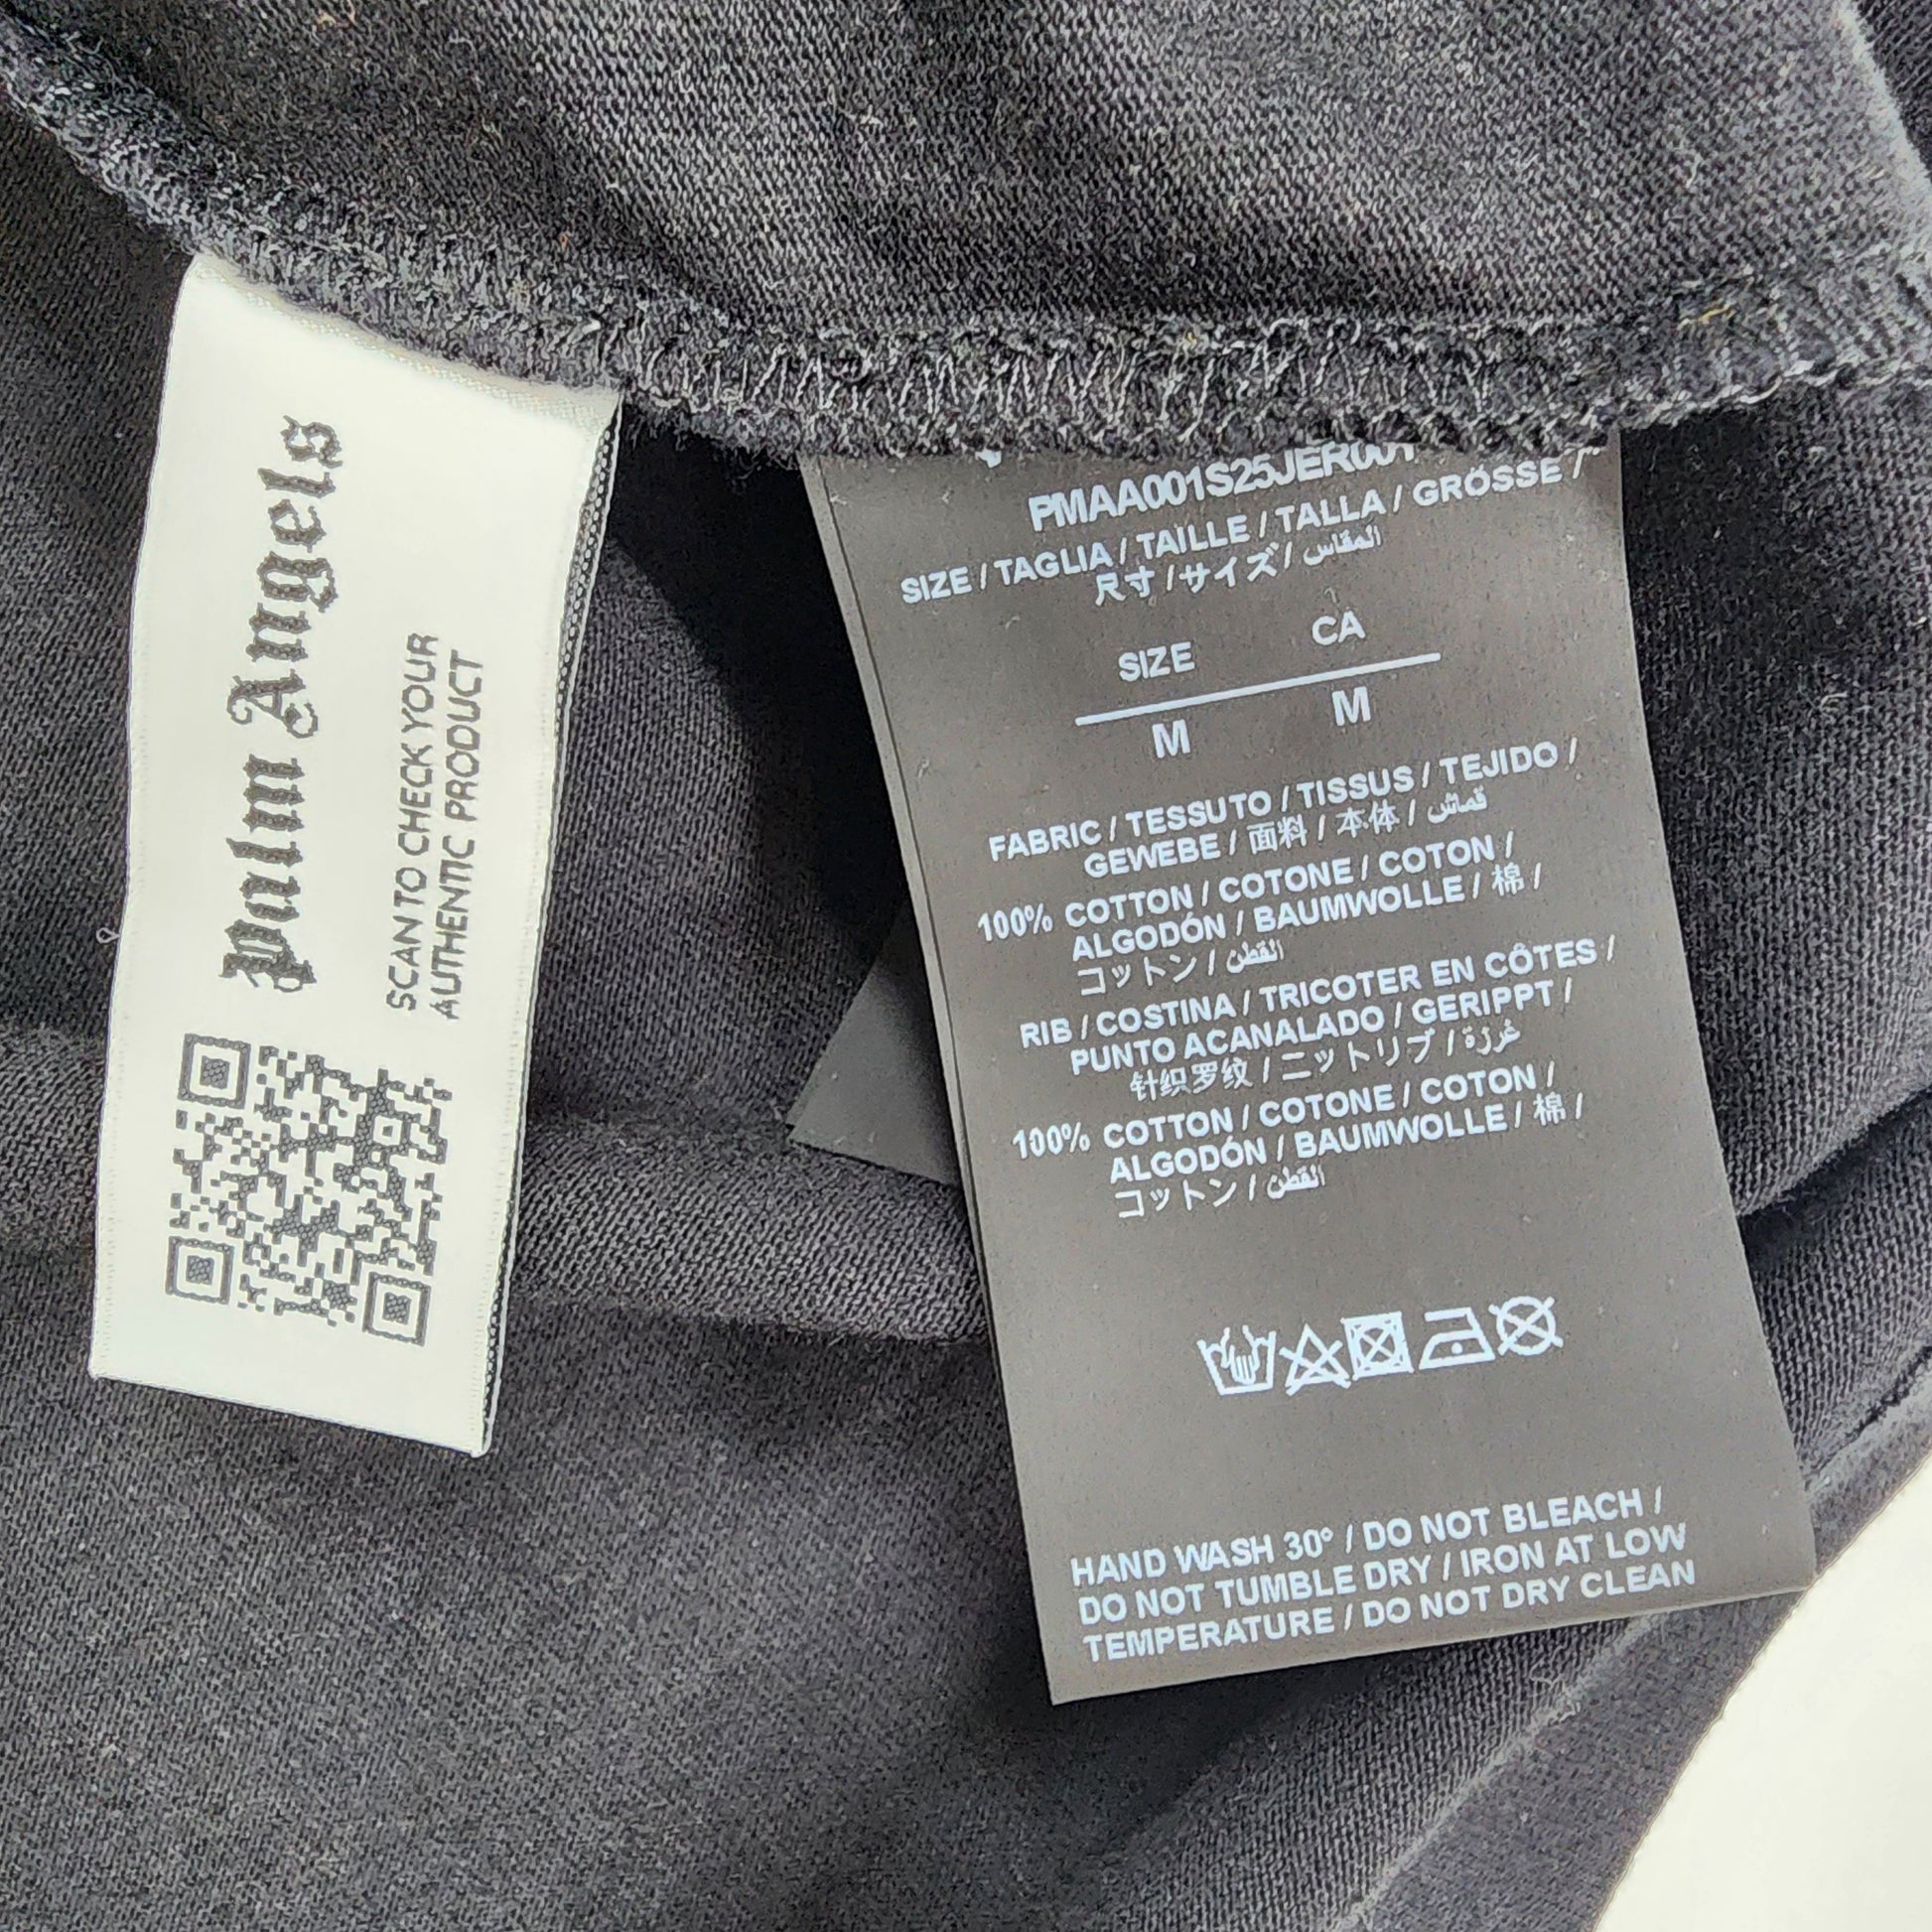 Palm Angels
SCAN TO CHECK YOUR
AUTHENTIC PRODUCT
PMAA001S25JER001
SIZE / TAGLIA / TAILLE / TALLA / GRÖSSE /
尺寸 / サイズ / المقاس
SIZE CA
M M
FABRIC / TESSUTO / TISSUS / TEJIDO /
GEWEBE / 面料 / 本体 / قماش
100% COTTON / COTONE / COTON /
ALGODÓN / BAUMWOLLE / 棉 /
コットン / القطن
RIB / COSTINA / TRICOTER EN CÔTES /
PUNTO ACANALADO / GERIPPT /
针织罗纹 / ニットリブ / غرزة
100% COTTON / COTONE / COTON /
ALGODÓN / BAUMWOLLE / 棉 /
コットン / القطن
HAND WASH 30° / DO NOT BLEACH /
DO NOT TUMBLE DRY / IRON AT LOW
TEMPERATURE / DO NOT DRY CLEAN